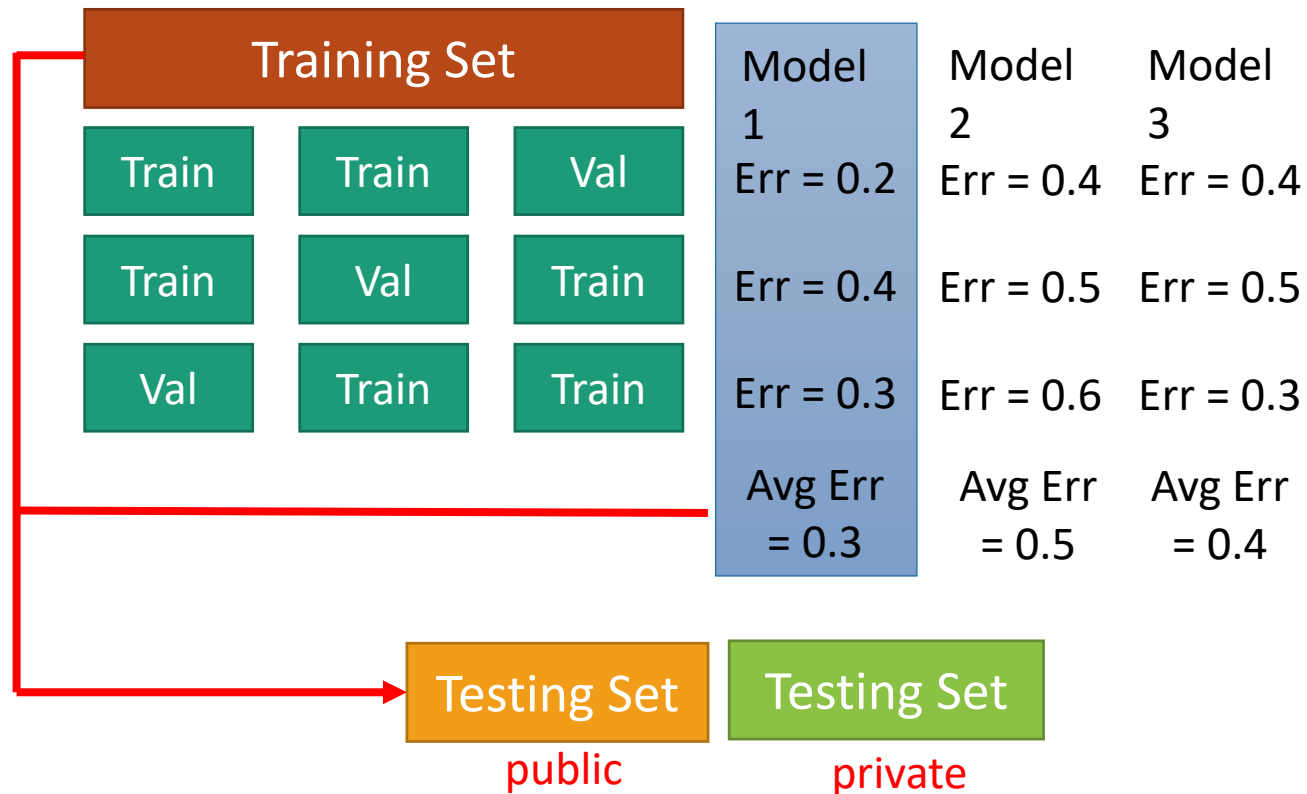 Training Set
Model
1
Model
2
Model
3
Train Train Val
Err = 0.2 Err = 0.4 Err = 0.4
Train Val Train
Err = 0.4 Err = 0.5 Err = 0.5
Val Train Train
Err = 0.3 Err = 0.6 Err = 0.3
Avg Err
= 0.3
Avg Err
= 0.5
Avg Err
= 0.4
Testing Set
public
Testing Set
private